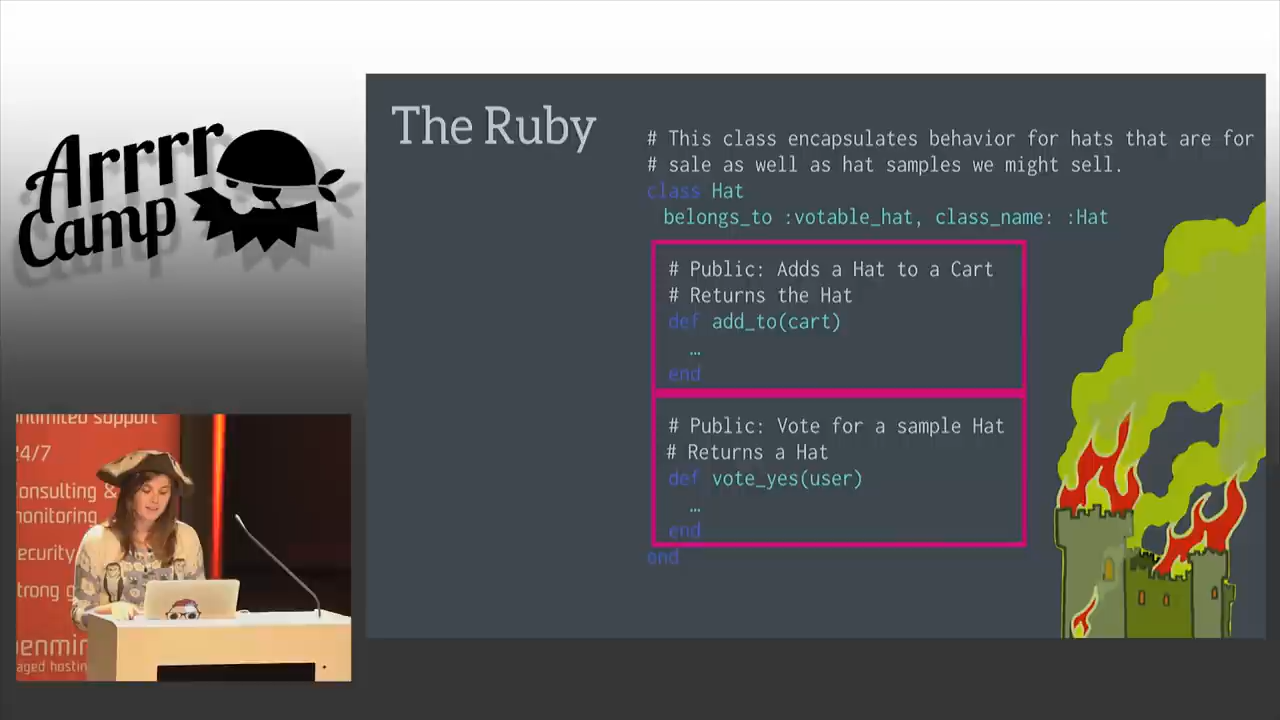 Arrrr
Camp
The Ruby
# This class encapsulates behavior for hats that are for
# sale as well as hat samples we might sell.
class Hat
belongs_to :votable_hat, class_name: :Hat
# Public: Adds a Hat to a Cart
# Returns the Hat
def add_to(cart)
…
end
# Public: Vote for a sample Hat
# Returns a Hat
def vote_yes(user)
…
end
end
unlimited support
24/7
onsulting &
monitoring
ecurity
trong g
penmin
aged hostin